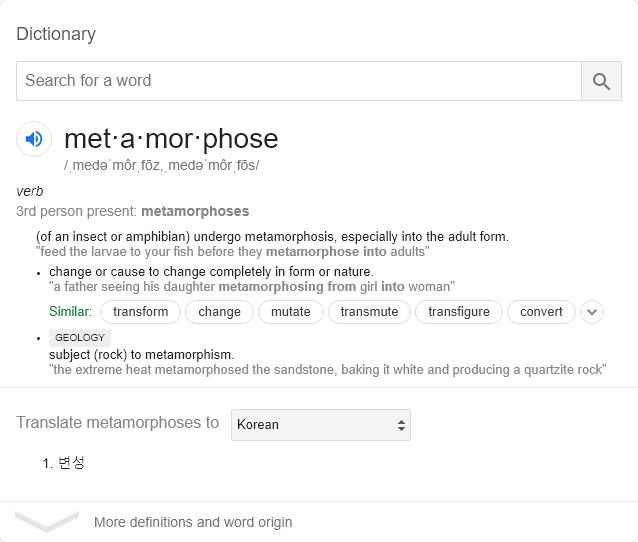 Dictionary
Search for a word
met·a·mor·phose
/ˌmedəˈmôrˌfōz,ˌmedəˈmôrˌfōs/
verb
3rd person present: metamorphoses
(of an insect or amphibian) undergo metamorphosis, especially into the adult form.
"feed the larvae to your fish before they metamorphose into adults"
• change or cause to change completely in form or nature.
"a father seeing his daughter metamorphosing from girl into woman"
Similar: transform change mutate transmute transfigure convert
• GEOLOGY
subject (rock) to metamorphism.
"the extreme heat metamorphosed the sandstone, baking it white and producing a quartzite rock"
Translate metamorphoses to Korean
1. 변성
More definitions and word origin